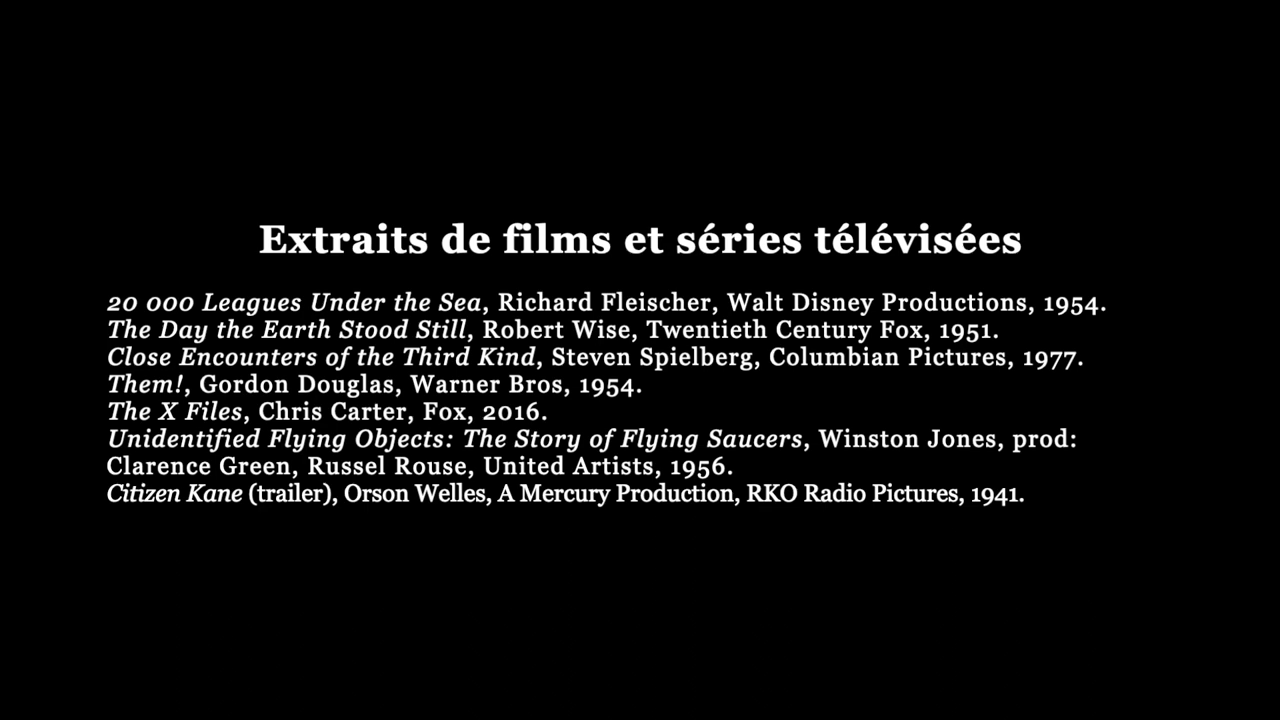 Extraits de films et séries télévisées
20 000 Leagues Under the Sea, Richard Fleischer, Walt Disney Productions, 1954.
The Day the Earth Stood Still, Robert Wise, Twentieth Century Fox, 1951.
Close Encounters of the Third Kind, Steven Spielberg, Columbian Pictures, 1977.
Them!, Gordon Douglas, Warner Bros, 1954.
The X Files, Chris Carter, Fox, 2016.
Unidentified Flying Objects: The Story of Flying Saucers, Winston Jones, prod:
Clarence Green, Russel Rouse, United Artists, 1956.
Citizen Kane (trailer), Orson Welles, A Mercury Production, RKO Radio Pictures, 1941.